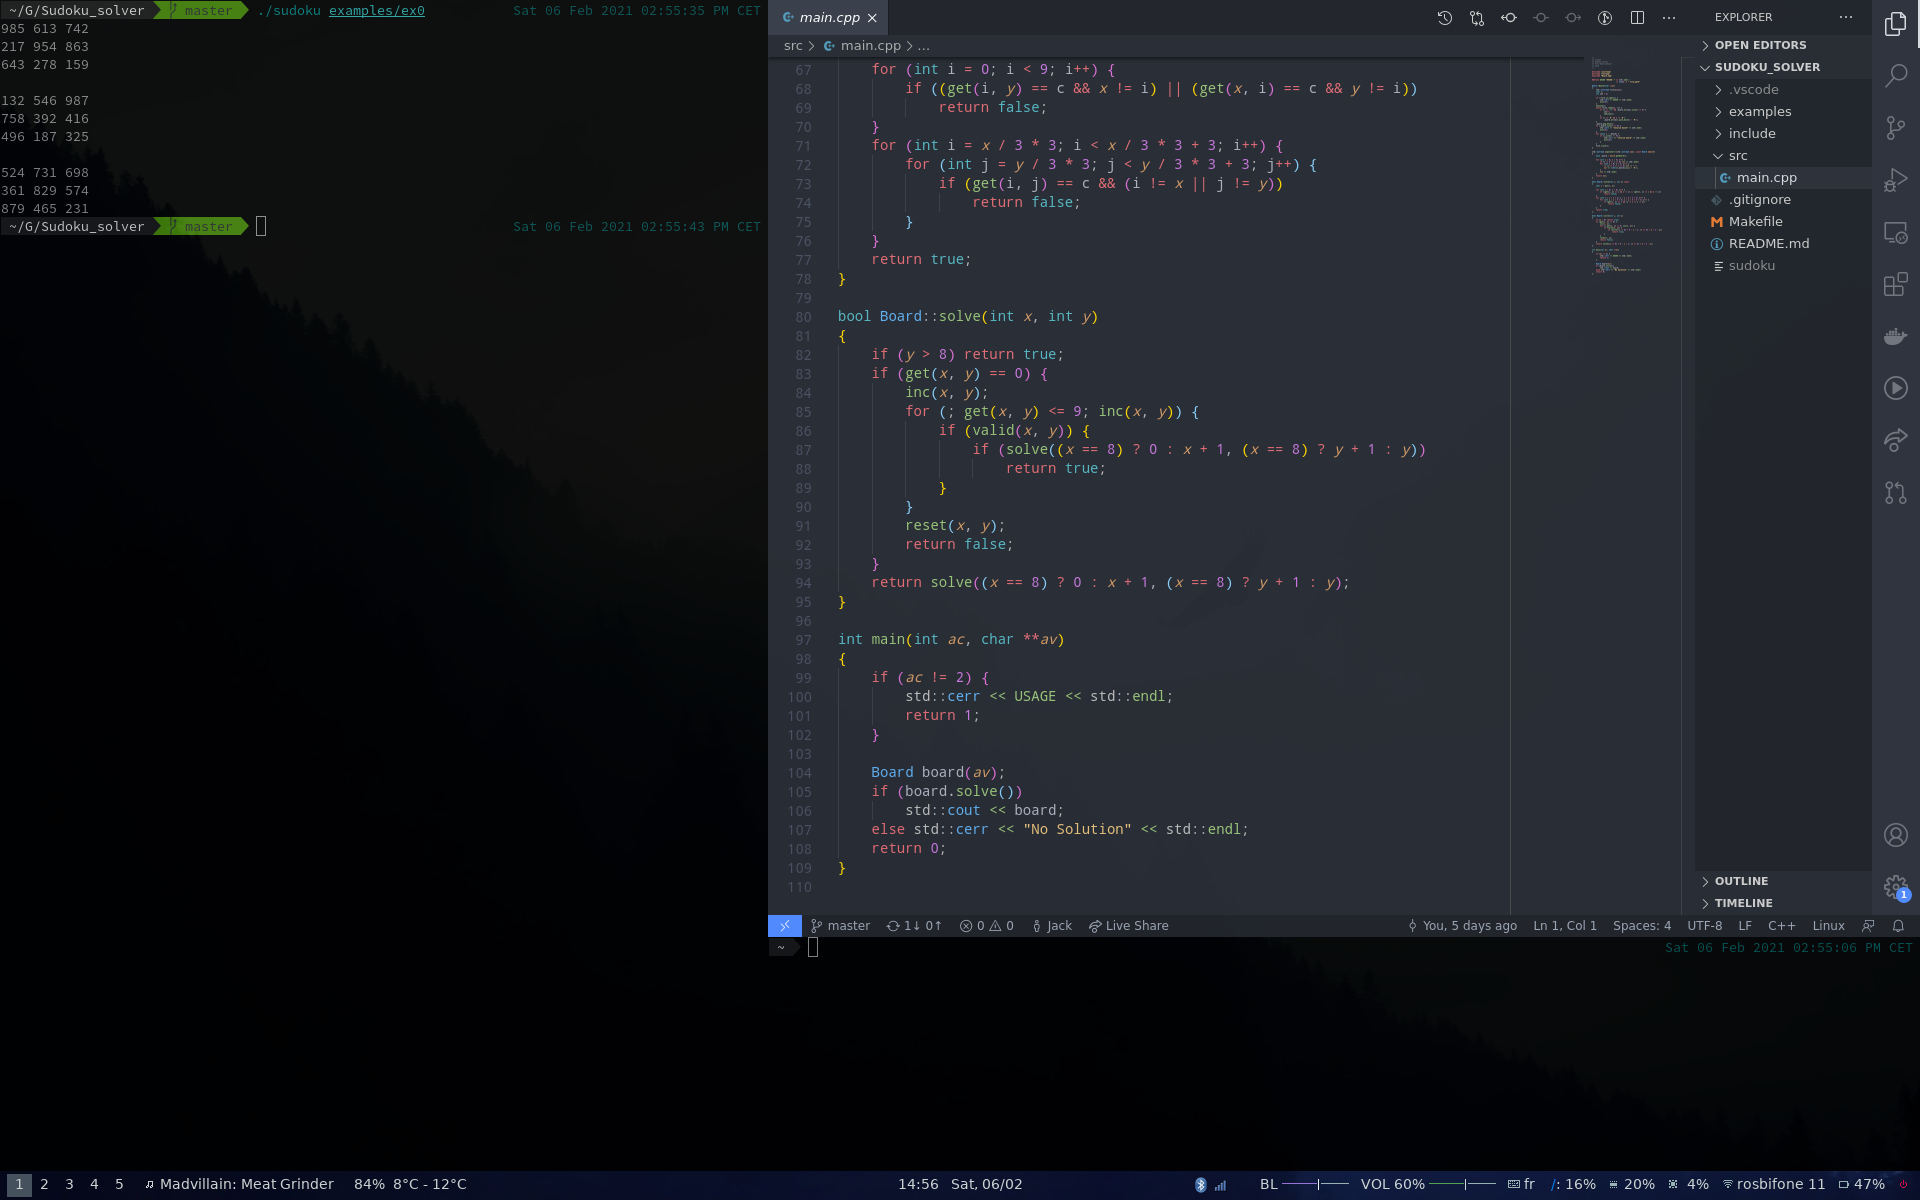 ~/G/Sudoku_solver master ./sudoku examples/ex0 Sat 06 Feb 2021 02:55:35 PM CET
985 613 742
217 954 863
643 278 159
132 546 987
758 392 416
496 187 325
524 731 698
361 829 574
879 465 231
~/G/Sudoku_solver master Sat 06 Feb 2021 02:55:43 PM CET
main.cpp
src > main.cpp > ...
67 for (int i = 0; i < 9; i++) {
68 if ((get(i, y) == c && x != i) || (get(x, i) == c && y != i))
69 return false;
70 }
71 for (int i = x / 3 * 3; i < x / 3 * 3 + 3; i++) {
72 for (int j = y / 3 * 3; j < y / 3 * 3 + 3; j++) {
73 if (get(i, j) == c && (i != x || j != y))
74 return false;
75 }
76 }
77 return true;
78 }
79
80 bool Board::solve(int x, int y)
81 {
82 if (y > 8) return true;
83 if (get(x, y) == 0) {
84 inc(x, y);
85 for (; get(x, y) <= 9; inc(x, y)) {
86 if (valid(x, y)) {
87 if (solve((x == 8) ? 0 : x + 1, (x == 8) ? y + 1 : y))
88 return true;
89 }
90 }
91 reset(x, y);
92 return false;
93 }
94 return solve((x == 8) ? 0 : x + 1, (x == 8) ? y + 1 : y);
95 }
96
97 int main(int ac, char **av)
98 {
99 if (ac != 2) {
100 std::cerr << USAGE << std::endl;
101 return 1;
102 }
103
104 Board board(av);
105 if (board.solve())
106 std::cout << board;
107 else std::cerr << "No Solution" << std::endl;
108 return 0;
109 }
110
EXPLORER
OPEN EDITORS
SUDOKU_SOLVER
.vscode
examples
include
src
main.cpp
.gitignore
Makefile
README.md
sudoku
OUTLINE
TIMELINE
1
master 1↓ 0↑ 0 0 Jack Live Share You, 5 days ago Ln 1, Col 1 Spaces: 4 UTF-8 LF C++ Linux
~ Sat 06 Feb 2021 02:55:06 PM CET
1 2 3 4 5 Madvillain: Meat Grinder 84% 8°C - 12°C 14:56 Sat, 06/02 BL VOL 60% fr /: 16% 20% 4% rosbifone 11 47%